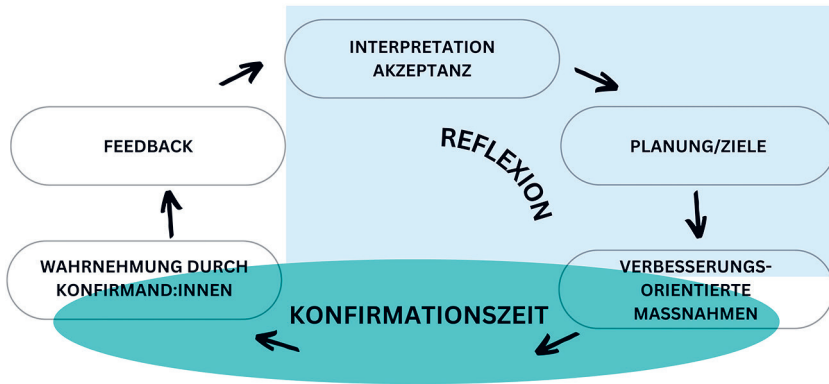 INTERPRETATION
AKZEPTANZ
FEEDBACK
REFLEXION
PLANUNG/ZIELE
WAHRNEHMUNG DURCH
KONFIRMAND:INNEN
KONFIRMATIONSZEIT
VERBESSERUNGS-
ORIENTIERTE
MASSNAHMEN